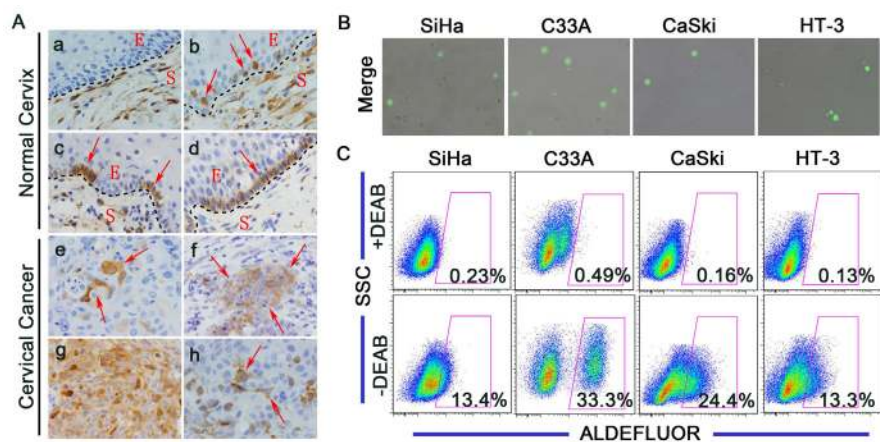 A
Normal Cervix
Cervical Cancer
a
E
S
b
E
S
c
E
S
d
E
S
e
f
g
h
B
SiHa C33A CaSki HT-3
Merge
C
SiHa C33A CaSki HT-3
SSC
+DEAB
0.23% 0.49% 0.16% 0.13%
-DEAB
13.4% 33.3% 24.4% 13.3%
ALDEFLUOR